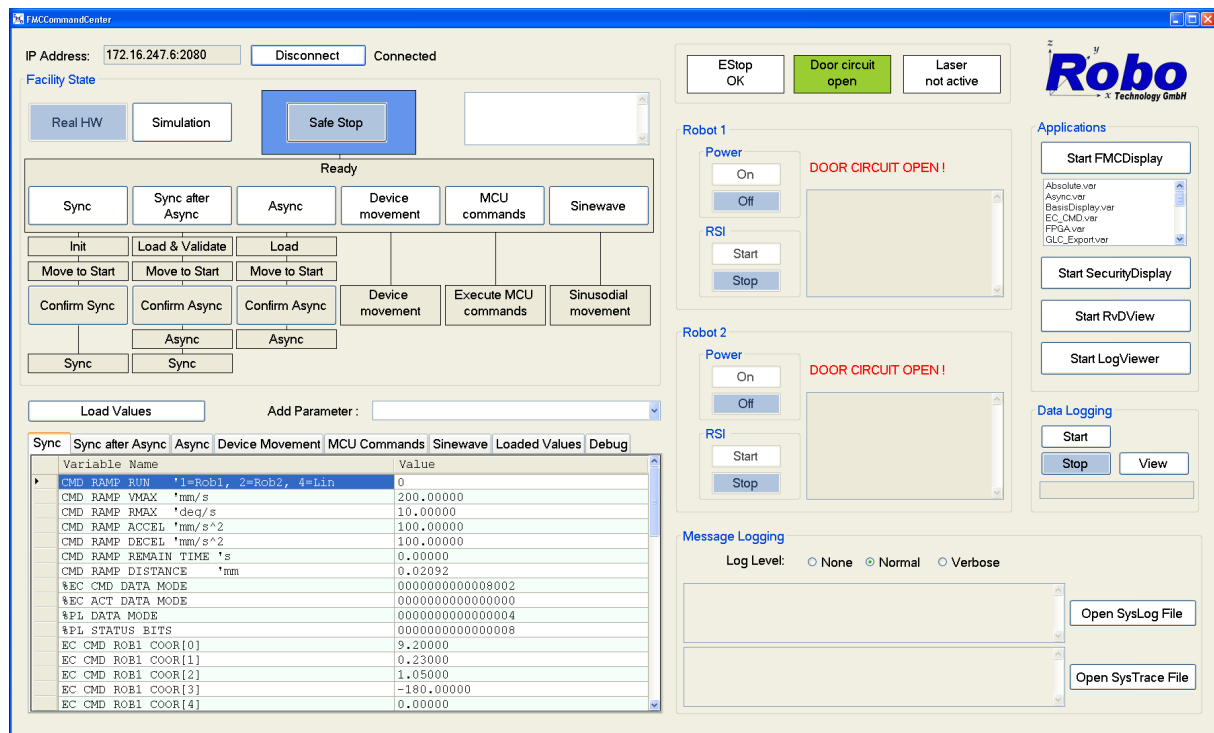 FMCCommandCenter
IP Address: 172.16.247.6:2080 Disconnect Connected
Facility State
Real HW Simulation Safe Stop
Ready
Sync Sync after Async Async Device movement MCU commands Sinewave
Init Load & Validate Load
Move to Start Move to Start Move to Start
Confirm Sync Confirm Async Confirm Async Device movement Execute MCU commands Sinusodial movement
Async Async
Sync Sync
Load Values Add Parameter :
Sync Sync after Async Async Device Movement MCU Commands Sinewave Loaded Values Debug
Variable Name Value
CMD RAMP RUN '1=Rob1, 2=Rob2, 4=Lin 0
CMD RAMP VMAX 'mm/s 200.00000
CMD RAMP RMAX 'deg/s 10.00000
CMD RAMP ACCEL 'mm/s^2 100.00000
CMD RAMP DECEL 'mm/s^2 100.00000
CMD RAMP REMAIN TIME 's 0.00000
CMD RAMP DISTANCE 'mm 0.02092
%EC CMD DATA MODE 0000000000008002
%EC ACT DATA MODE 0000000000000000
%PL DATA MODE 0000000000000004
%PL STATUS BITS 0000000000000008
EC CMD ROB1 COOR[0] 9.20000
EC CMD ROB1 COOR[1] 0.23000
EC CMD ROB1 COOR[2] 1.05000
EC CMD ROB1 COOR[3] -180.00000
EC CMD ROB1 COOR[4] 0.00000
EStop OK
Door circuit open
Laser not active
Robot 1
Power
On
Off
RSI
Start
Stop
DOOR CIRCUIT OPEN !
Robot 2
Power
On
Off
RSI
Start
Stop
DOOR CIRCUIT OPEN !
Message Logging
Log Level: None Normal Verbose
Open SysLog File
Open SysTrace File
z y
Robo
x Technology GmbH
Applications
Start FMCDisplay
Absolute.var
Async.var
BasisDisplay.var
EC_CMD.var
FPGA.var
GLC_Export.var
Start SecurityDisplay
Start RvDView
Start LogViewer
Data Logging
Start
Stop View